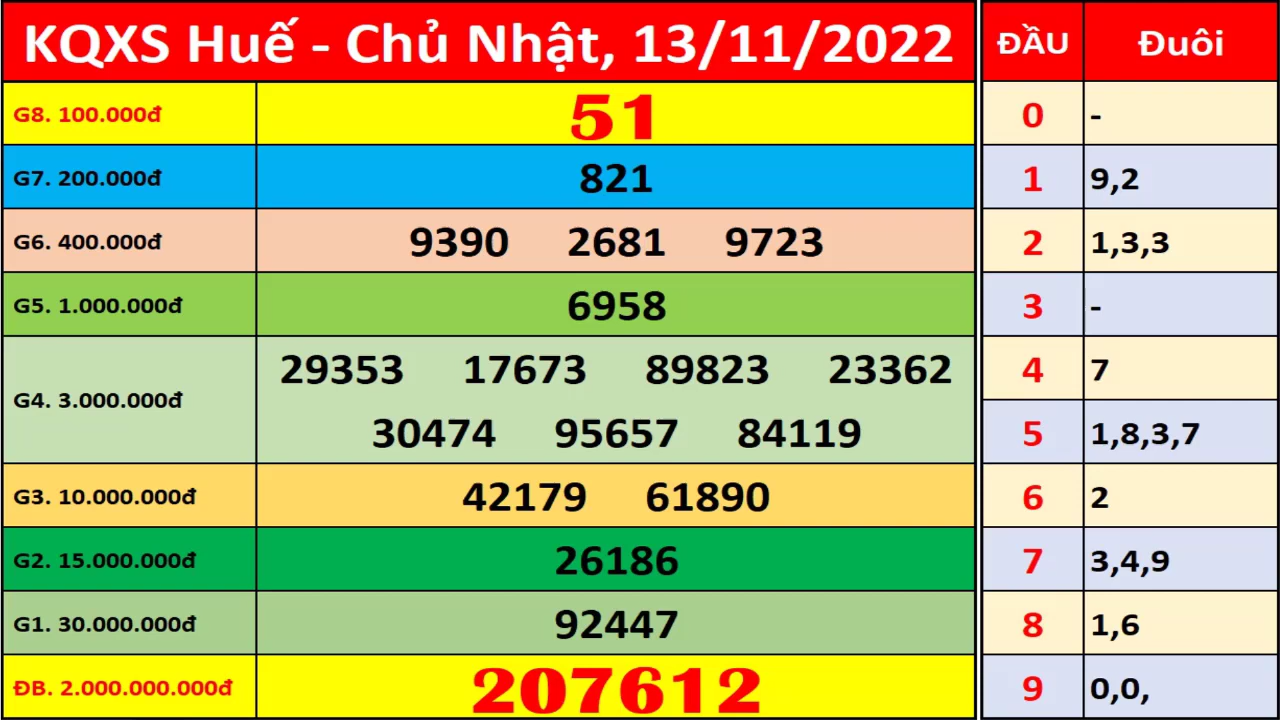 KQXS Huế - Chủ Nhật, 13/11/2022
G8. 100.000đ 51
G7. 200.000đ 821
G6. 400.000đ 9390 2681 9723
G5. 1.000.000đ 6958
G4. 3.000.000đ 29353 17673 89823 23362
30474 95657 84119
G3. 10.000.000đ 42179 61890
G2. 15.000.000đ 26186
G1. 30.000.000đ 92447
ĐB. 2.000.000.000đ 207612
ĐẦU Đuôi
0 -
1 9,2
2 1,3,3
3 -
4 7
5 1,8,3,7
6 2
7 3,4,9
8 1,6
9 0,0,